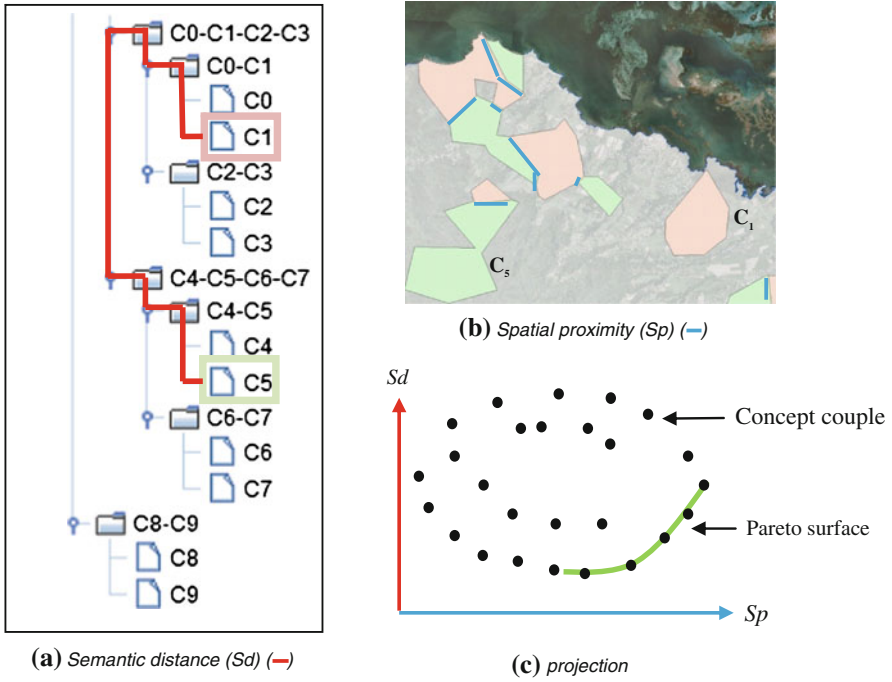 C0-C1-C2-C3
C0-C1
C0
C1
C2-C3
C2
C3
C4-C5-C6-C7
C4-C5
C4
C5
C6-C7
C6
C7
C8-C9
C8
C9
(a) Semantic distance (Sd) (–)
C1
C5
(b) Spatial proximity (Sp) (–)
Sd
Concept couple
Pareto surface
Sp
(c) projection